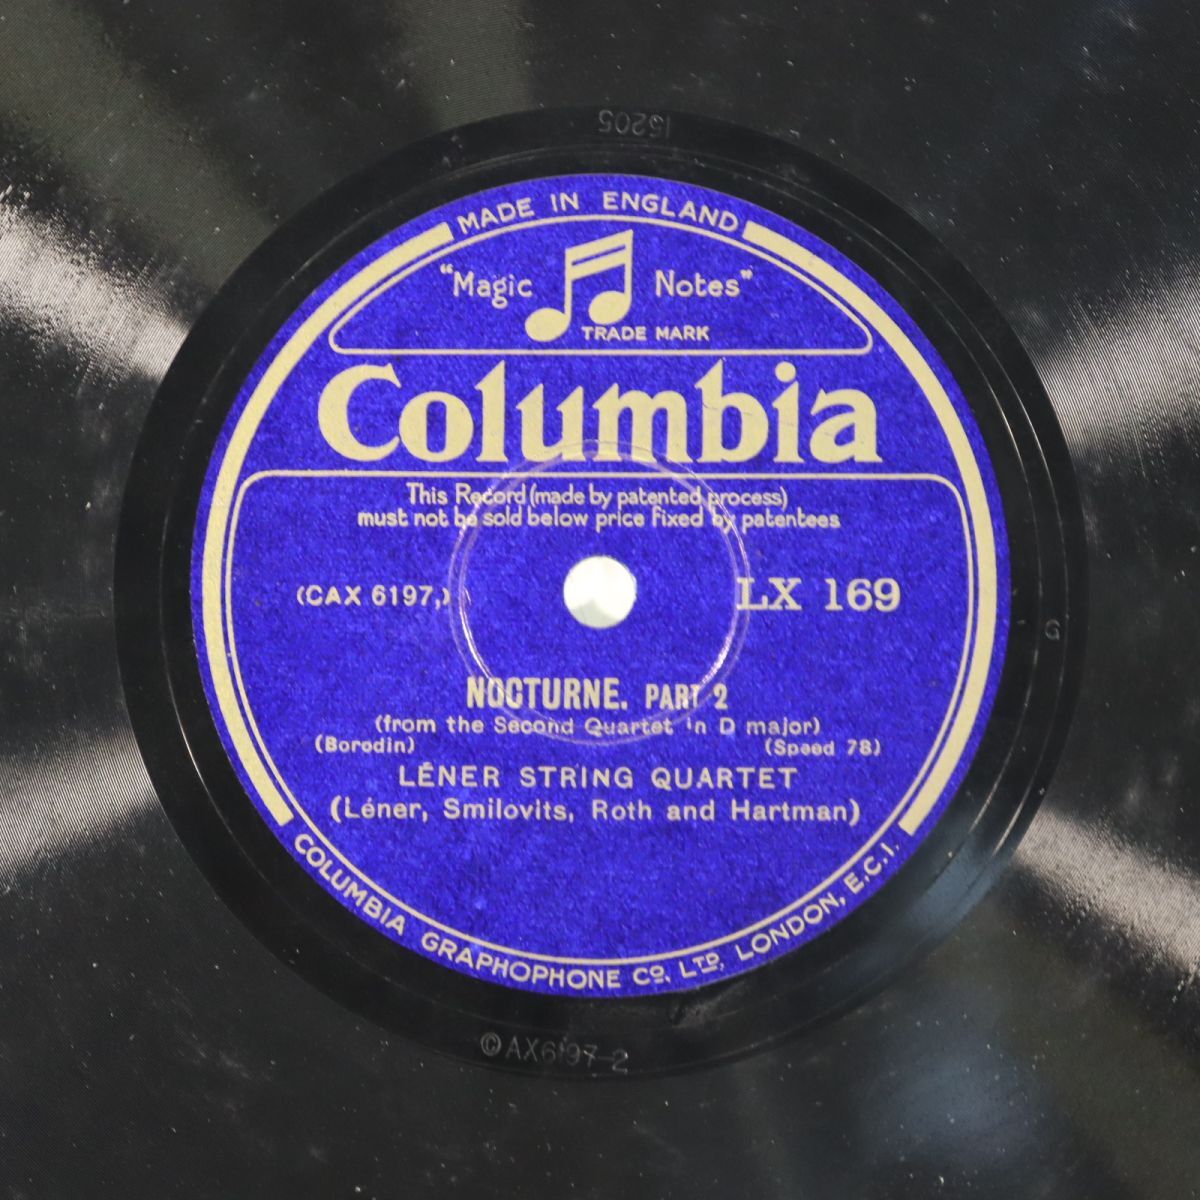 15205
MADE IN ENGLAND
"Magic Notes"
TRADE MARK
Columbia
This Record (made by patented process)
must not be sold below price fixed by patentees
(CAX 6197,) LX 169
G
NOCTURNE. PART 2
(from the Second Quartet in D major)
(Borodin) (Speed 78)
LÉNER STRING QUARTET
(Léner, Smilovits, Roth and Hartman)
COLUMBIA GRAPHOPHONE Co. LTD. LONDON, E.C.1.
©AX6197-2